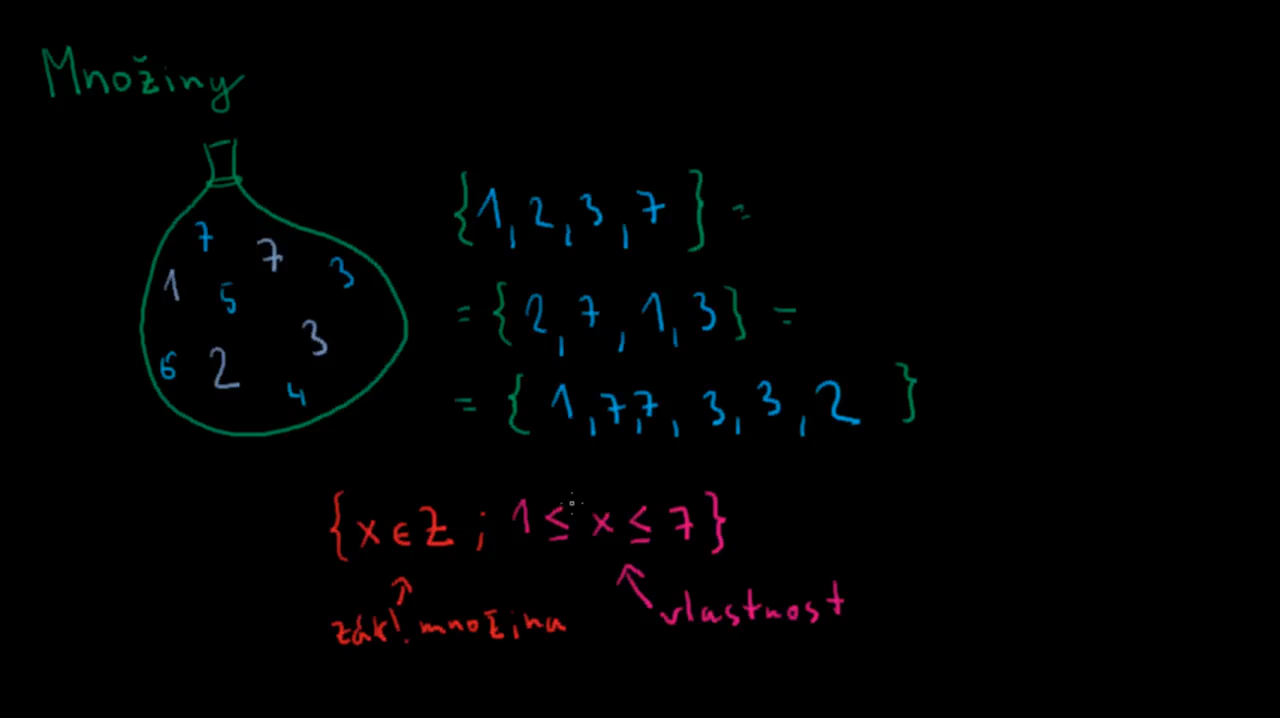 Množiny
7 7 3
1 5
6 2 3
4
{1, 2, 3, 7} =
= {2, 7, 1, 3} =
= {1, 7, 7, 3, 3, 2 }
{x ∈ Z ; 1 ≤ x ≤ 7}
zákl. množina
vlastnost